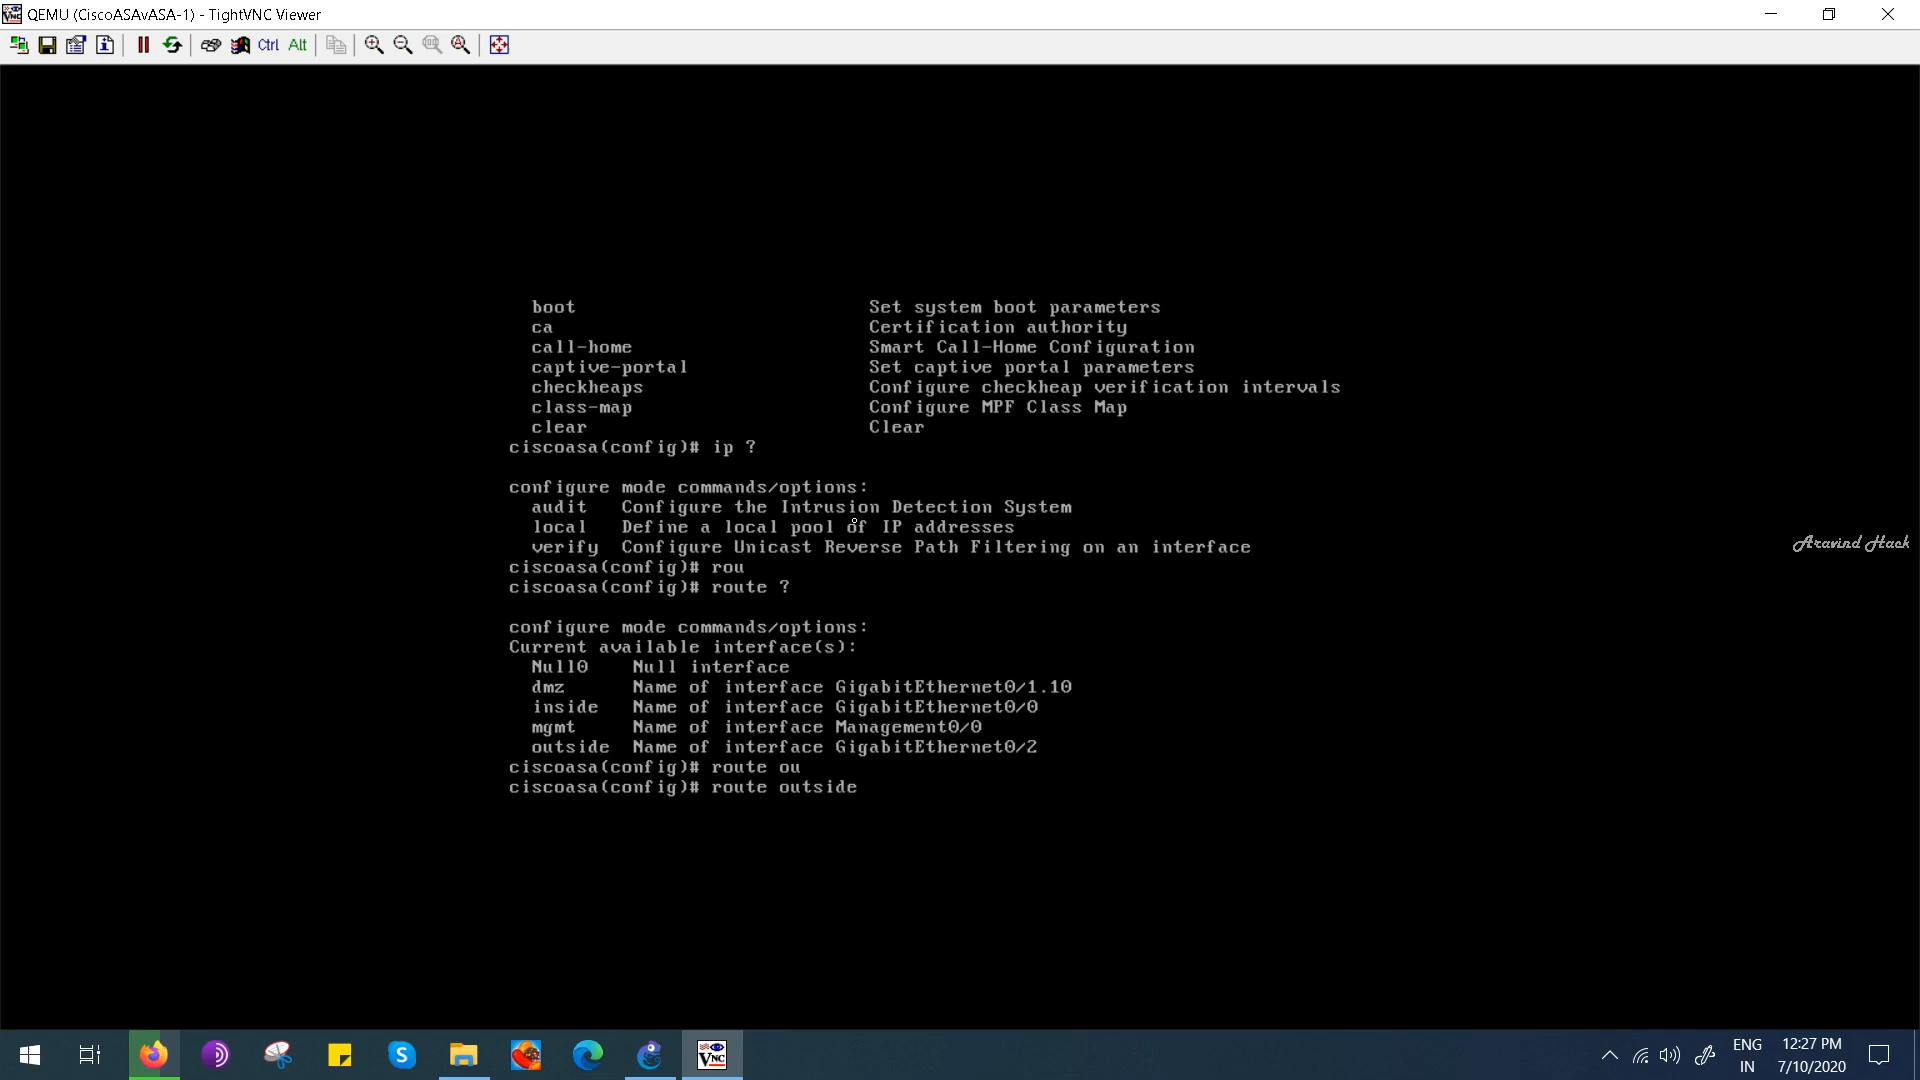 QEMU (CiscoASAvASA-1) - TightVNC Viewer
Ctrl Alt
boot Set system boot parameters
ca Certification authority
call-home Smart Call-Home Configuration
captive-portal Set captive portal parameters
checkheaps Configure checkheap verification intervals
class-map Configure MPF Class Map
clear Clear
ciscoasa(config)# ip ?
configure mode commands/options:
audit Configure the Intrusion Detection System
local Define a local pool of IP addresses
verify Configure Unicast Reverse Path Filtering on an interface
ciscoasa(config)# rou
ciscoasa(config)# route ?
configure mode commands/options:
Current available interface(s):
Null0 Null interface
dmz Name of interface GigabitEthernet0/1.10
inside Name of interface GigabitEthernet0/0
mgmt Name of interface Management0/0
outside Name of interface GigabitEthernet0/2
ciscoasa(config)# route ou
ciscoasa(config)# route outside
Aravind Hack
ENG 12:27 PM
IN 7/10/2020